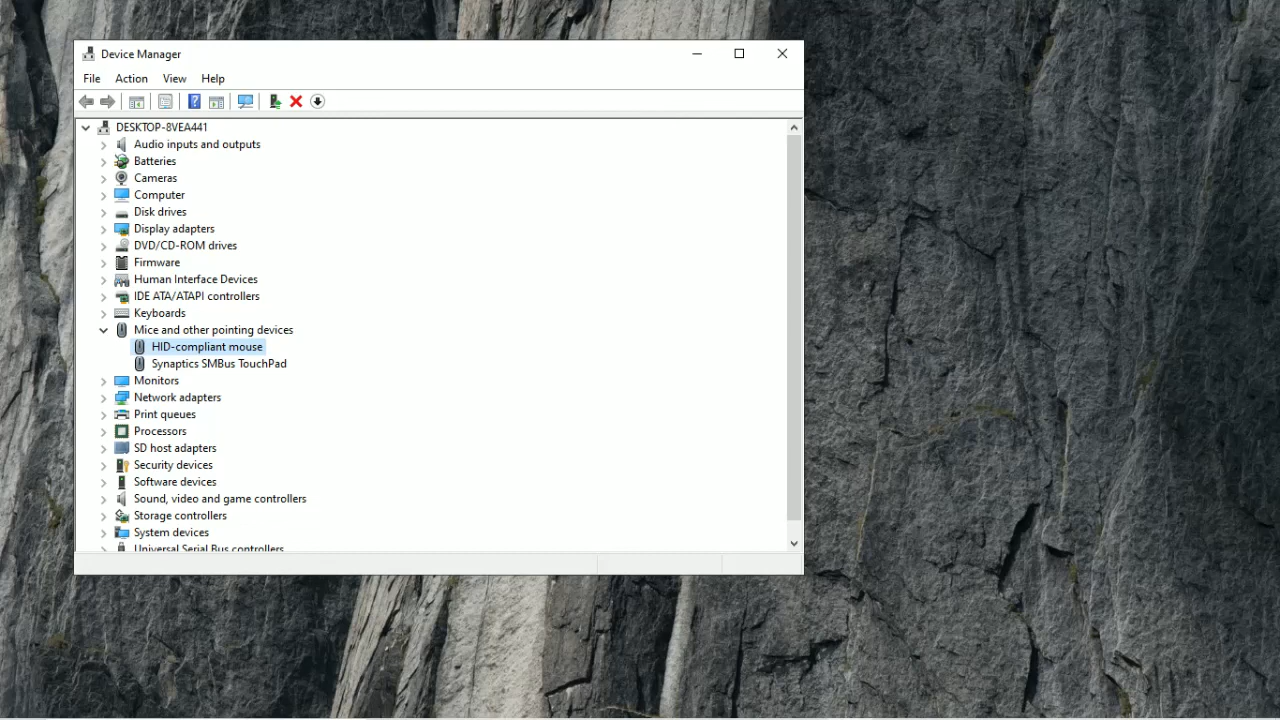 Device Manager
File Action View Help
DESKTOP-8VEA441
Audio inputs and outputs
Batteries
Cameras
Computer
Disk drives
Display adapters
DVD/CD-ROM drives
Firmware
Human Interface Devices
IDE ATA/ATAPI controllers
Keyboards
Mice and other pointing devices
HID-compliant mouse
Synaptics SMBus TouchPad
Monitors
Network adapters
Print queues
Processors
SD host adapters
Security devices
Software devices
Sound, video and game controllers
Storage controllers
System devices
Universal Serial Bus controllers